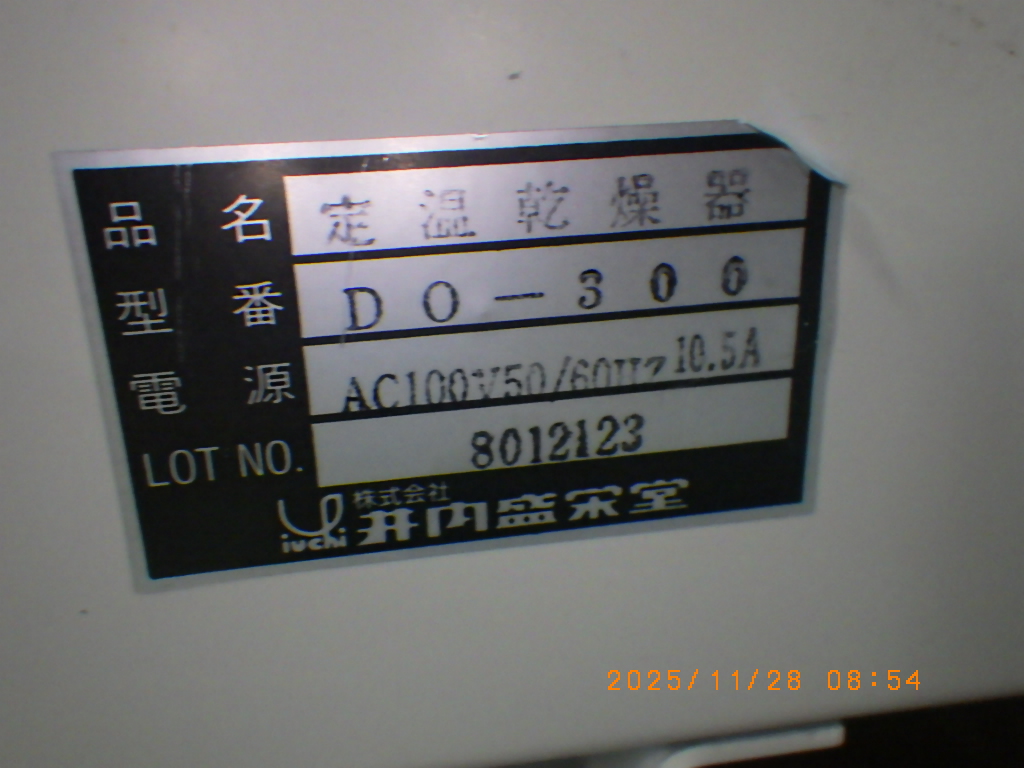 品名 定温乾燥器
型番 DO-300
電源 AC100V50/60Hz 10.5A
LOT NO. 8012123
iuchi 株式会社 井内盛栄堂
2025/11/28 08:54